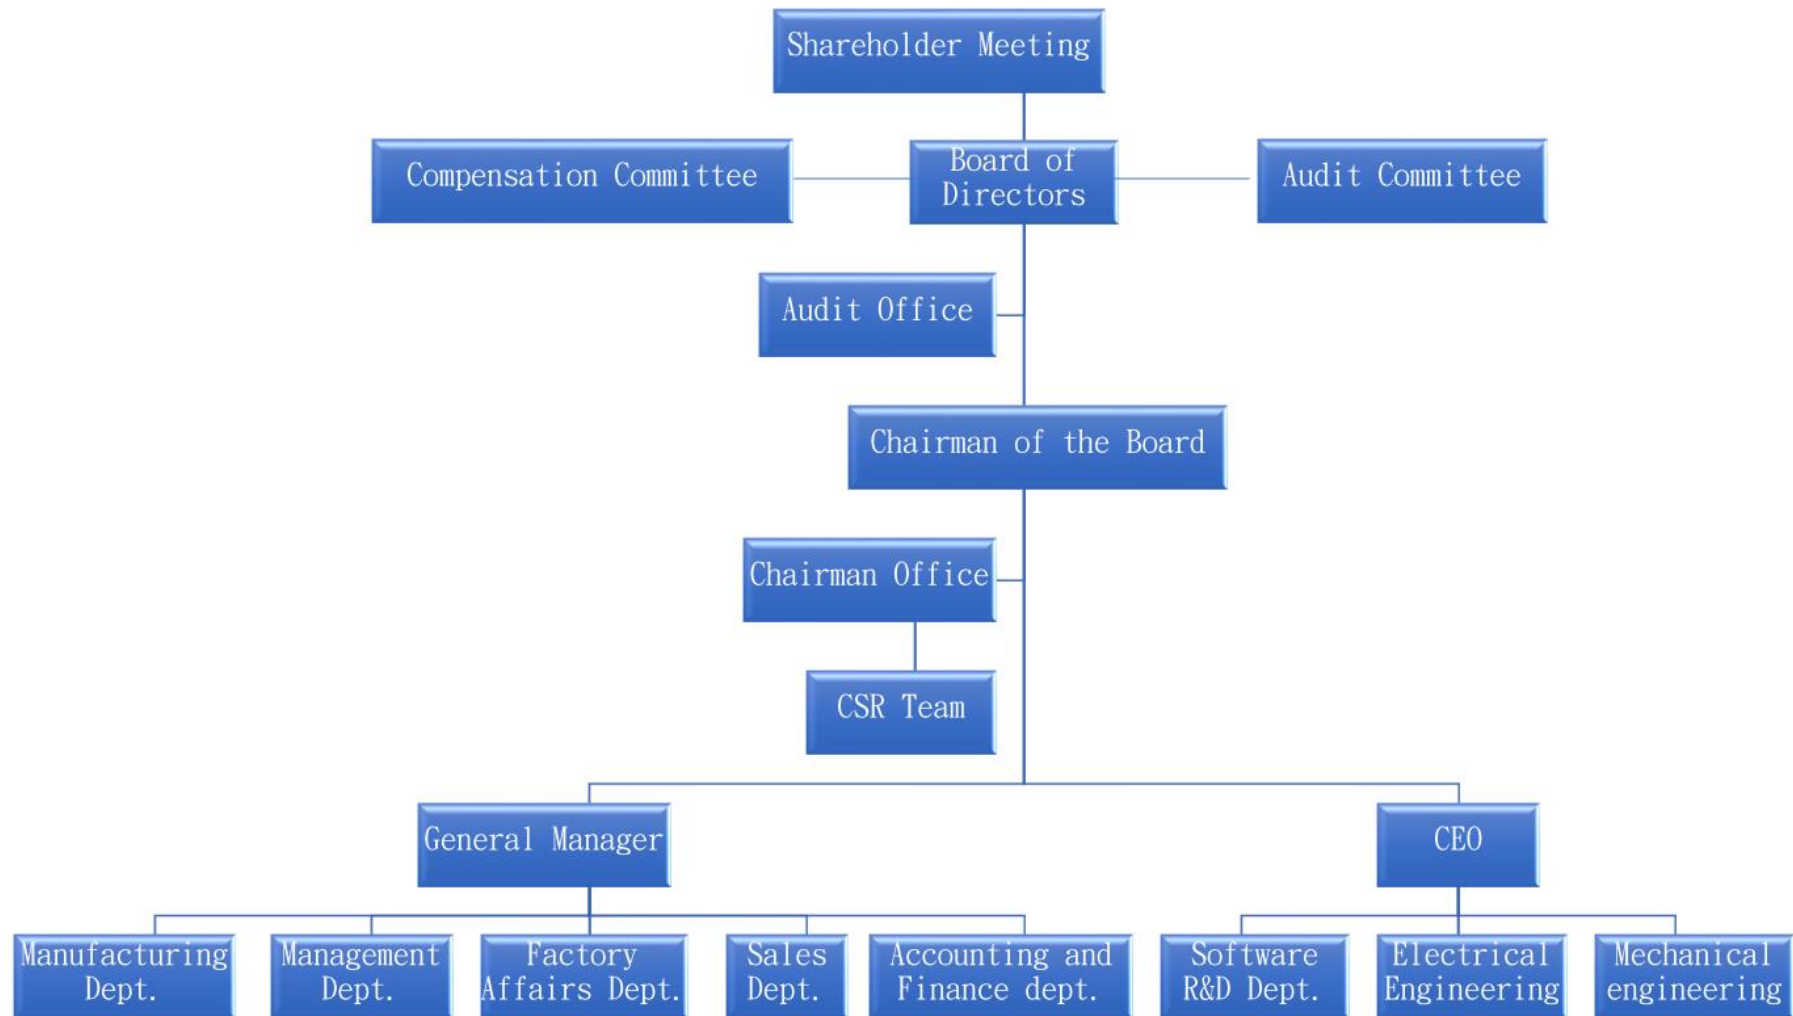 Shareholder Meeting
Compensation Committee
Board of
Directors
Audit Committee
Audit Office
Chairman of the Board
Chairman Office
CSR Team
General Manager
CEO
Manufacturing
Dept.
Management
Dept.
Factory
Affairs Dept.
Sales
Dept.
Accounting and
Finance dept.
Software
R&D Dept.
Electrical
Engineering
Mechanical
engineering